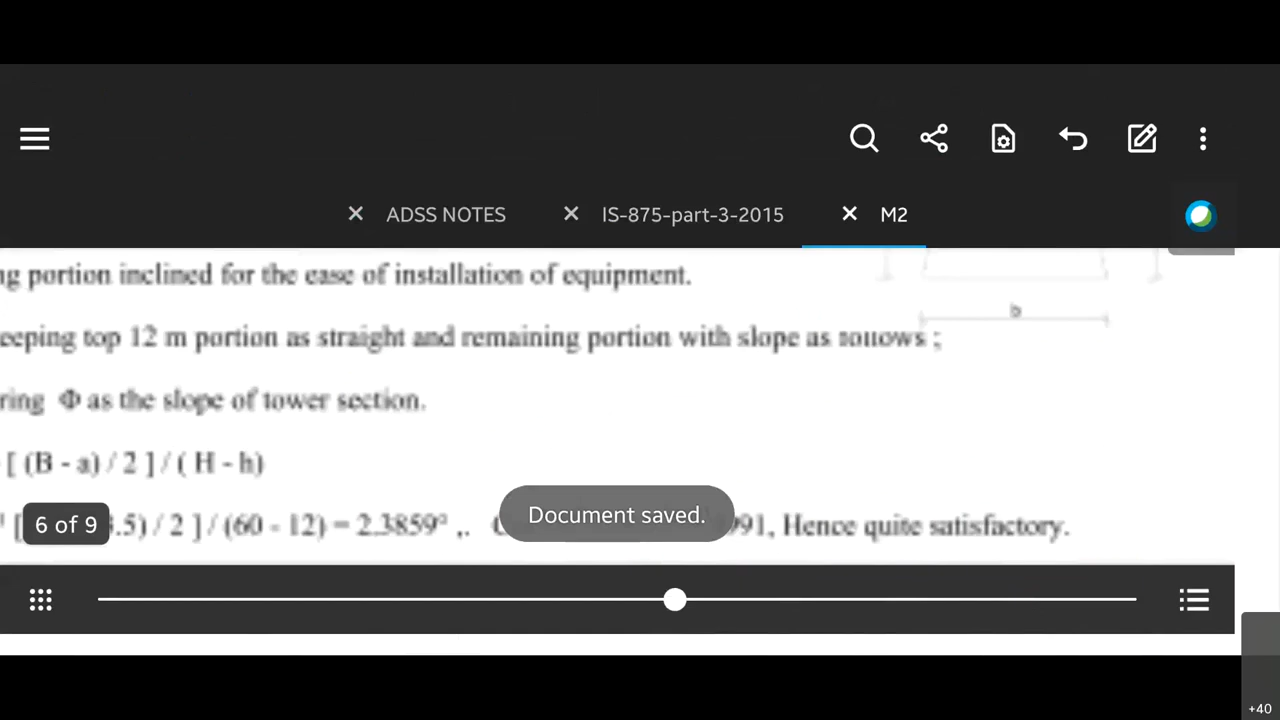 ADSS NOTES
IS-875-part-3-2015
M2
ng portion inclined for the ease of installation of equipment.
b
eeping top 12 m portion as straight and remaining portion with slope as follows ;
ring Φ as the slope of tower section.
[ (B - a) / 2 ] / ( H - h)
[ .5) / 2 ] / (60 - 12) = 2.3859° ,. 991, Hence quite satisfactory.
6 of 9
Document saved.
+40